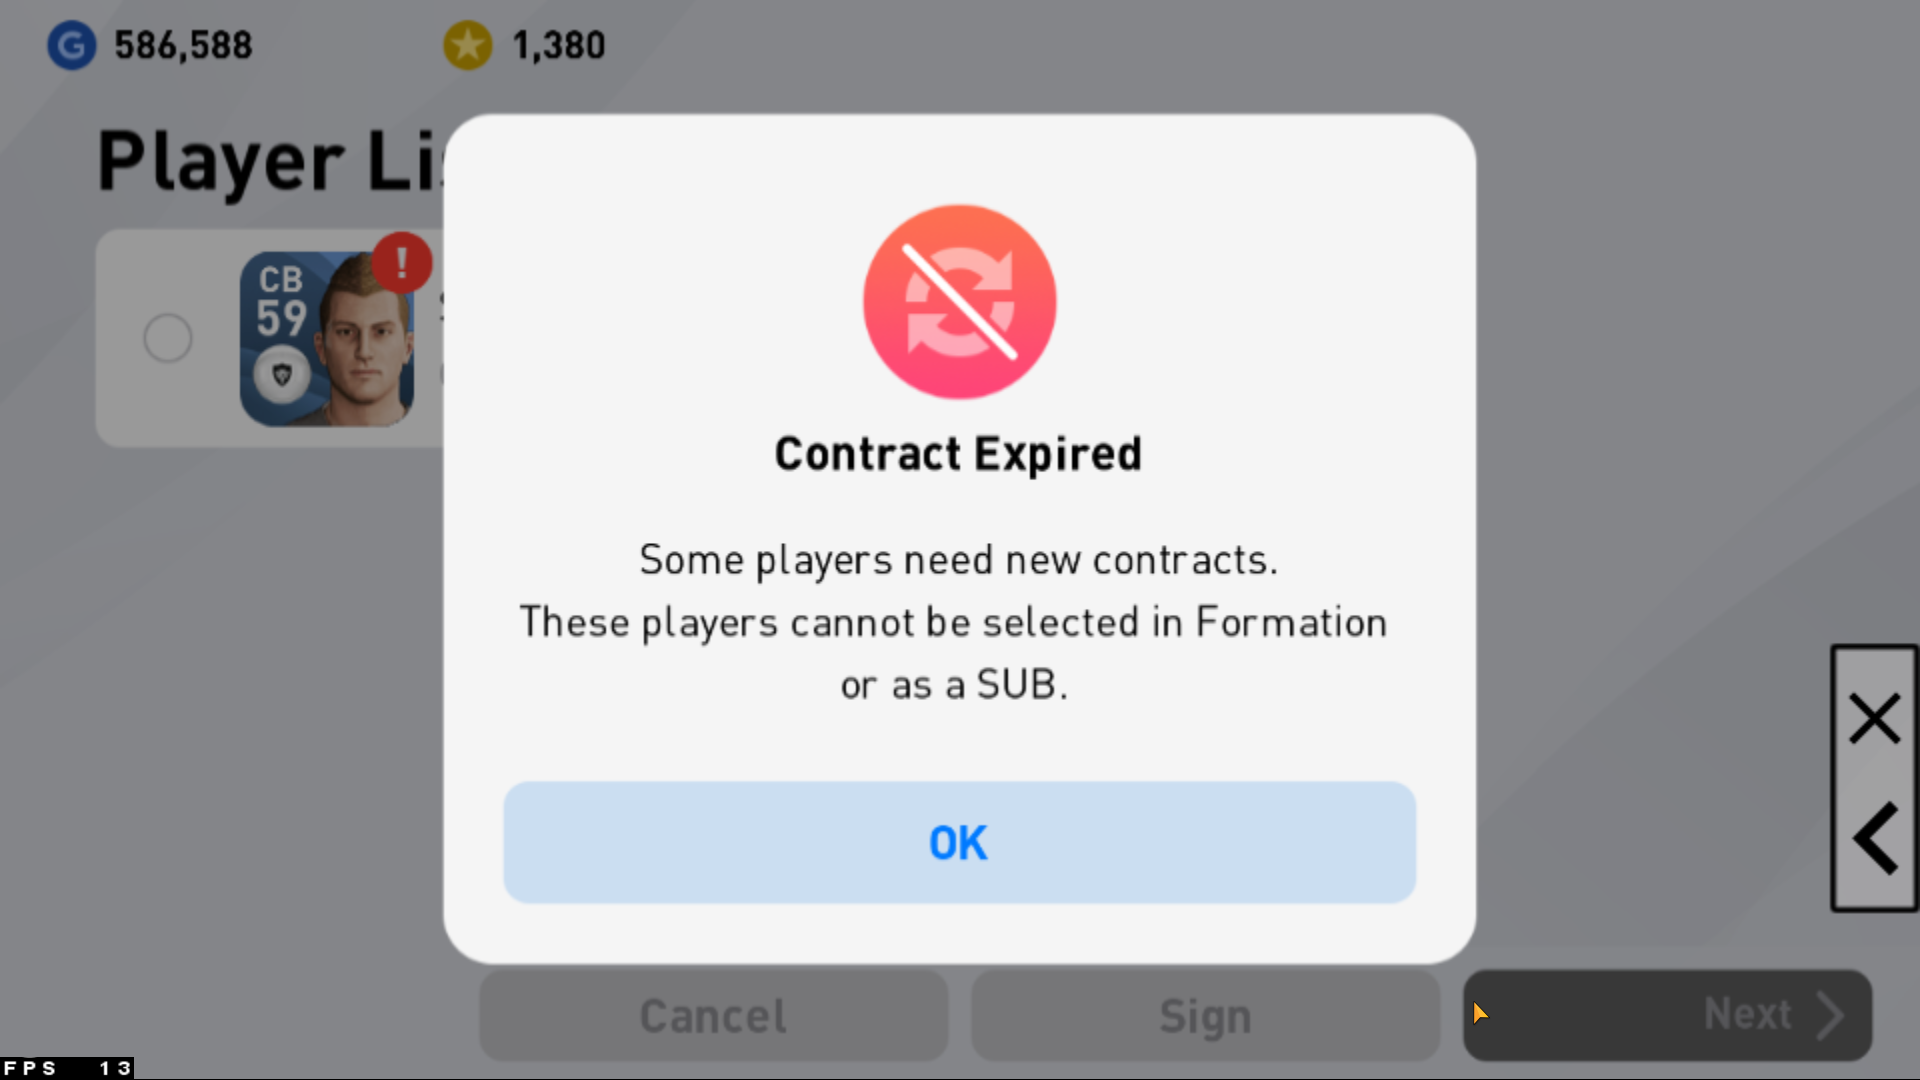 G 586,588 1,380
Player Li
CB
59
!
Contract Expired
Some players need new contracts.
These players cannot be selected in Formation
or as a SUB.
OK
Cancel Sign Next
FPS 13